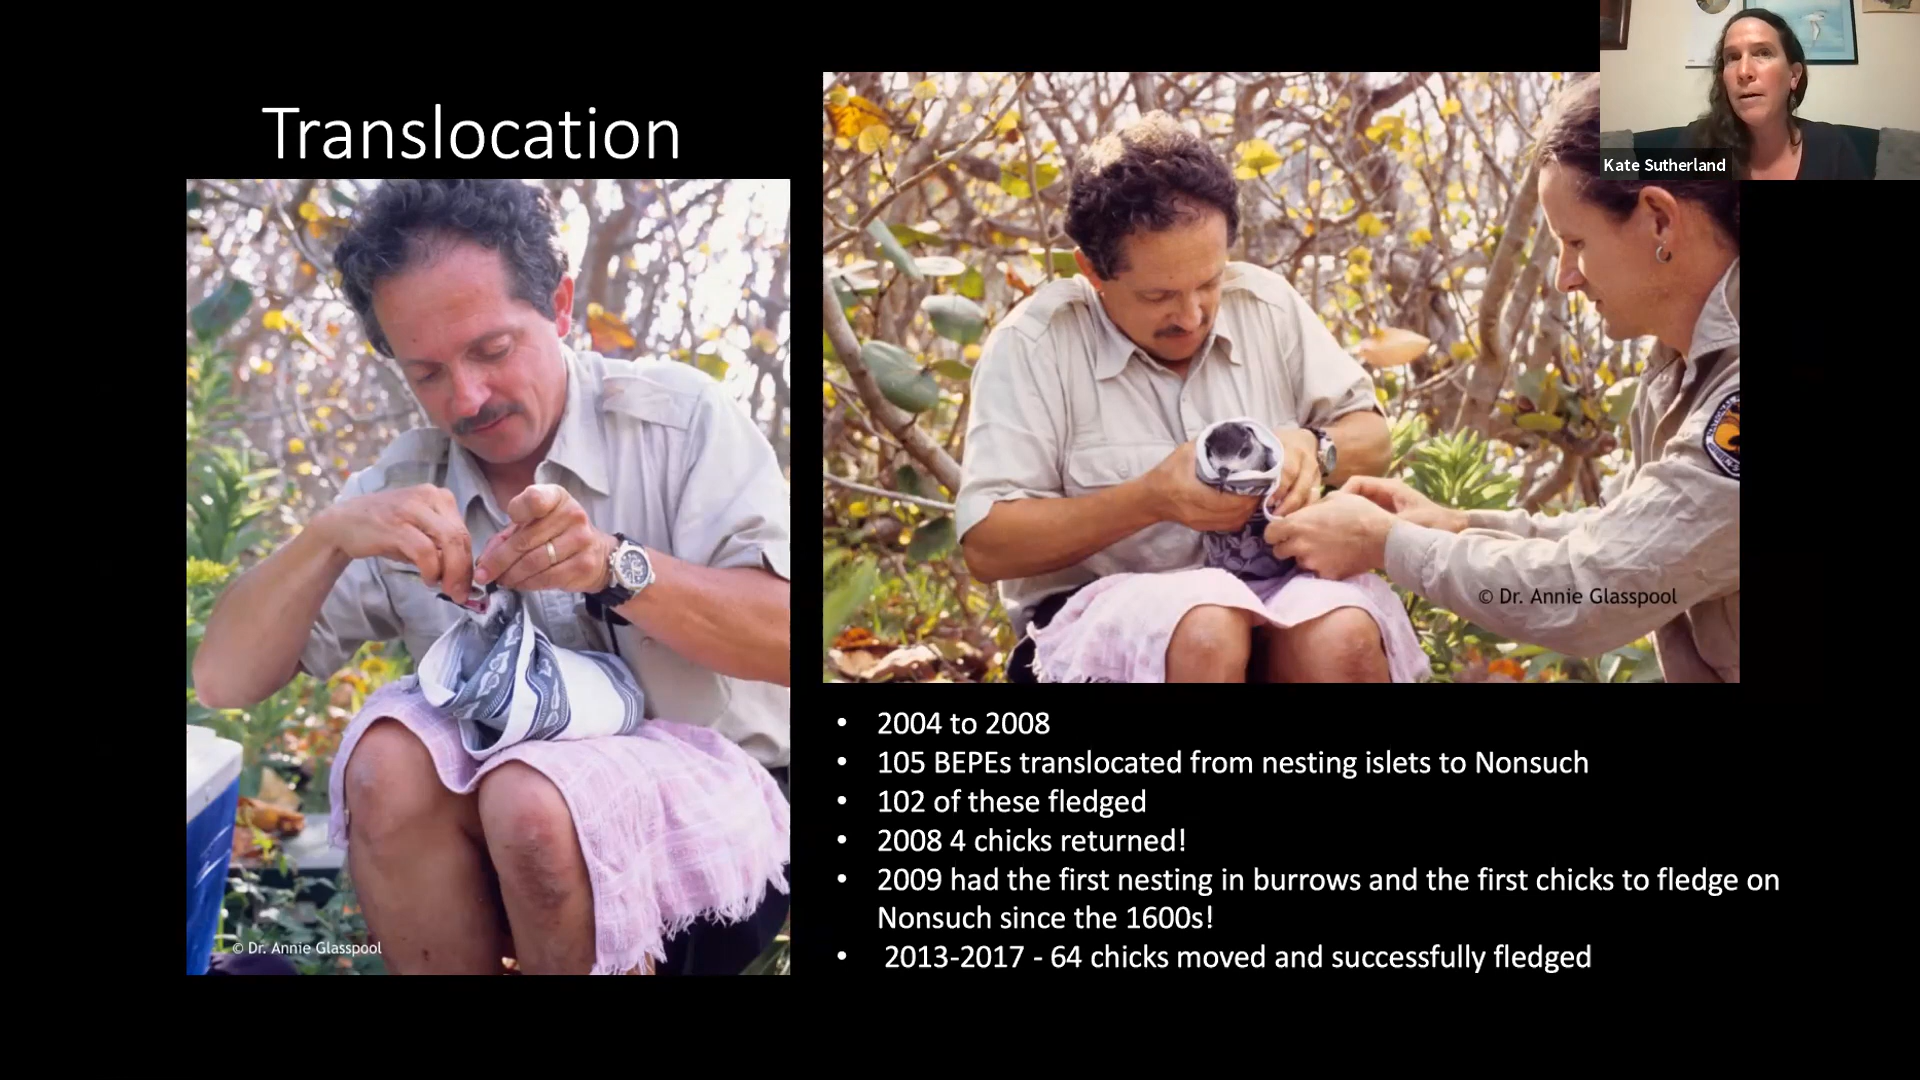 Translocation
Kate Sutherland
© Dr. Annie Glasspool
© Dr. Annie Glasspool
• 2004 to 2008
• 105 BEPEs translocated from nesting islets to Nonsuch
• 102 of these fledged
• 2008 4 chicks returned!
• 2009 had the first nesting in burrows and the first chicks to fledge on
Nonsuch since the 1600s!
• 2013-2017 - 64 chicks moved and successfully fledged